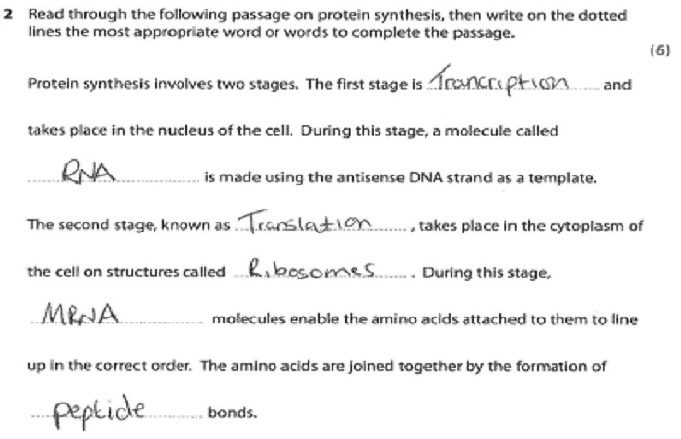 2 Read through the following passage on protein synthesis, then write on the dotted
lines the most appropriate word or words to complete the passage.
(6)
Protein synthesis involves two stages. The first stage is Trancription and
takes place in the nucleus of the cell. During this stage, a molecule called
RNA is made using the antisense DNA strand as a template.
The second stage, known as Translation, takes place in the cytoplasm of
the cell on structures called Ribosomes. During this stage,
MRNA molecules enable the amino acids attached to them to line
up in the correct order. The amino acids are joined together by the formation of
peptide bonds.